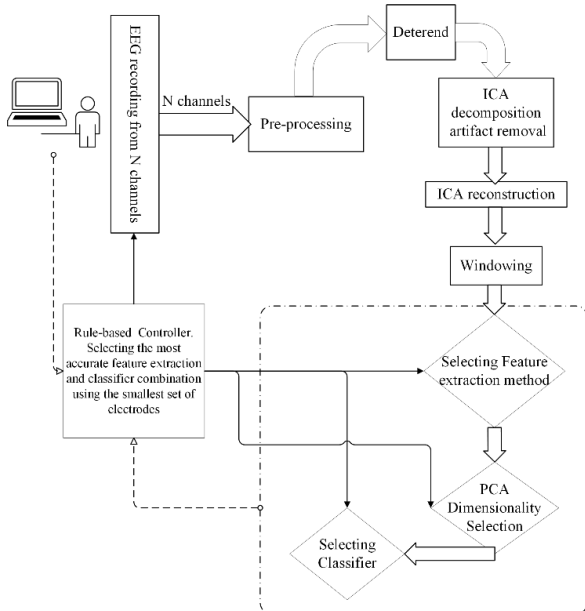 EEG recording from N
channels
N channels
Pre-processing
Deterend
ICA
decomposition
artifact removal
ICA reconstruction
Windowing
Rule-based Controller.
Selecting the most
accurate feature extraction
and classifier combination
using the smallest set of
electrodes
Selecting Feature
extraction method
PCA
Dimensionality
Selection
Selecting
Classifier